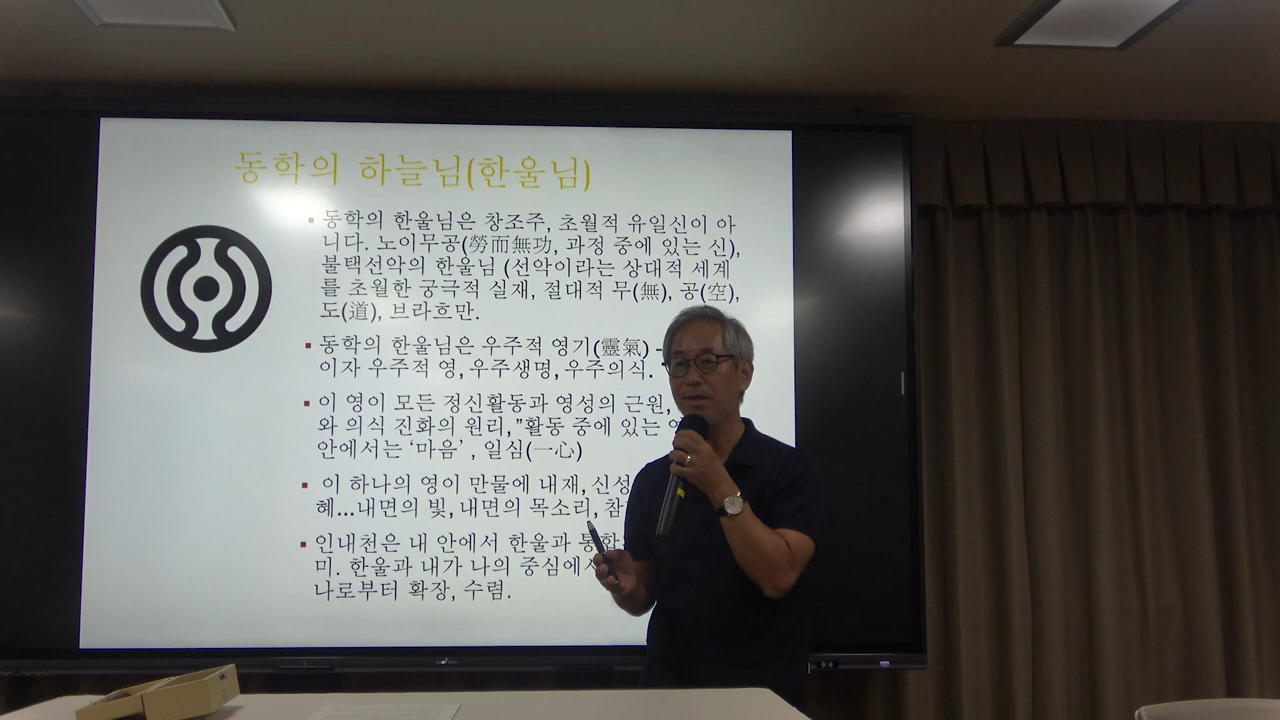 동학의 하늘님(한울님)
동학의 한울님은 창조주, 초월적 유일신이 아
니다. 노이무공(勞而無功, 과정 중에 있는 신),
불택선악의 한울님 (선악이라는 상대적 세계
를 초월한 궁극적 실재, 절대적 무(無), 공(空),
도(道), 브라흐만.
동학의 한울님은 우주적 영기(靈氣) -
이자 우주적 영, 우주생명, 우주의식.
이 영이 모든 정신활동과 영성의 근원,
와 의식 진화의 원리,"활동 중에 있는
안에서는 ‘마음’ , 일심(一心)
이 하나의 영이 만물에 내재, 신성
혜...내면의 빛, 내면의 목소리, 참
인내천은 내 안에서 한울과 통합
미. 한울과 내가 나의 중심에서
나로부터 확장, 수렴.